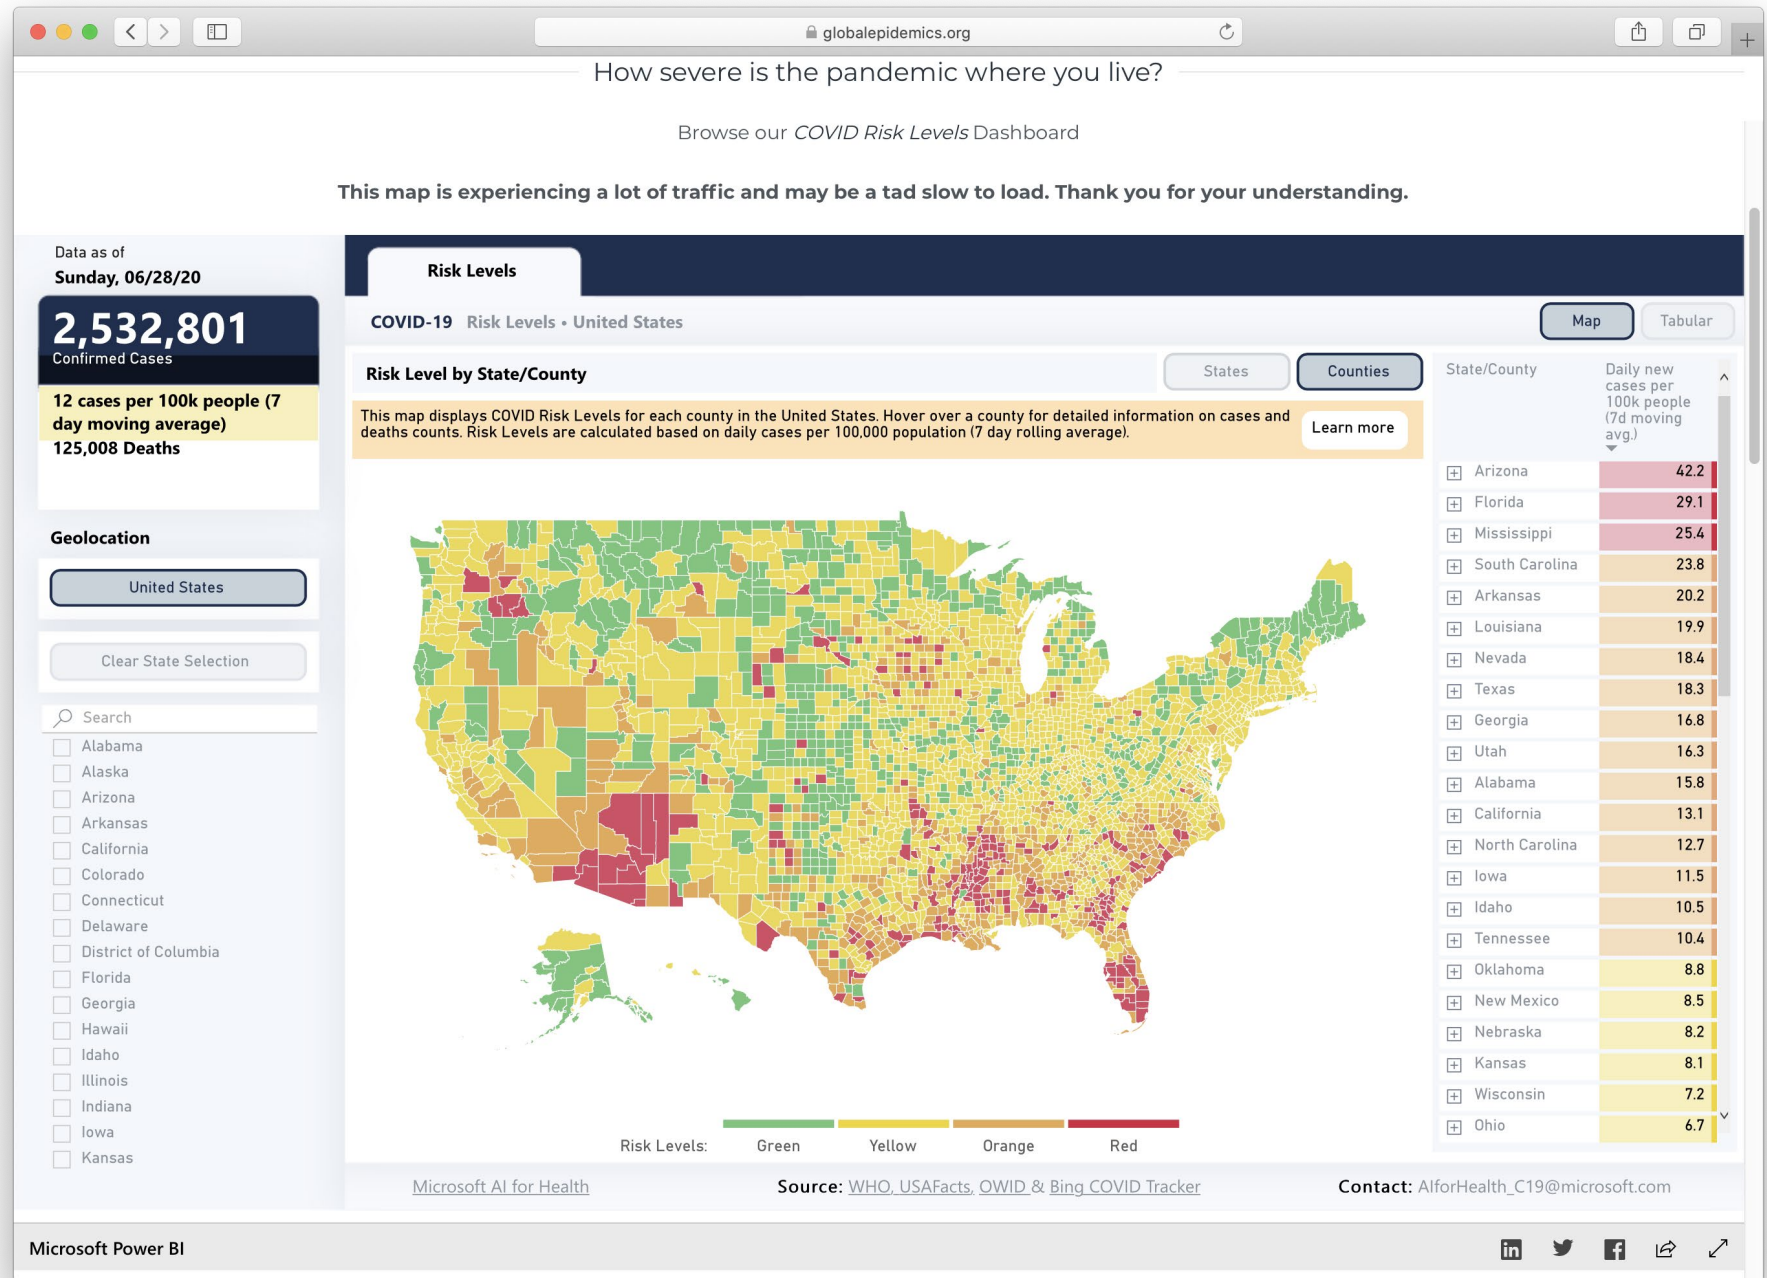 globalepidemics.org
How severe is the pandemic where you live?
Browse our COVID Risk Levels Dashboard
This map is experiencing a lot of traffic and may be a tad slow to load. Thank you for your understanding.
Data as of
Sunday, 06/28/20
2,532,801
Confirmed Cases
12 cases per 100k people (7
day moving average)
125,008 Deaths
Geolocation
United States
Clear State Selection
Search
Alabama
Alaska
Arizona
Arkansas
California
Colorado
Connecticut
Delaware
District of Columbia
Florida
Georgia
Hawaii
Idaho
Illinois
Indiana
Iowa
Kansas
Risk Levels
COVID-19 Risk Levels • United States
Map
Tabular
Risk Level by State/County
States
Counties
This map displays COVID Risk Levels for each county in the United States. Hover over a county for detailed information on cases and
deaths counts. Risk Levels are calculated based on daily cases per 100,000 population (7 day rolling average).
Learn more
Risk Levels:
Green
Yellow
Orange
Red
State/County
Daily new
cases per
100k people
(7d moving
avg.)
Arizona 42.2
Florida 29.1
Mississippi 25.4
South Carolina 23.8
Arkansas 20.2
Louisiana 19.9
Nevada 18.4
Texas 18.3
Georgia 16.8
Utah 16.3
Alabama 15.8
California 13.1
North Carolina 12.7
Iowa 11.5
Idaho 10.5
Tennessee 10.4
Oklahoma 8.8
New Mexico 8.5
Nebraska 8.2
Kansas 8.1
Wisconsin 7.2
Ohio 6.7
Microsoft AI for Health
Source: WHO, USAFacts, OWID & Bing COVID Tracker
Contact: AIforHealth_C19@microsoft.com
Microsoft Power BI